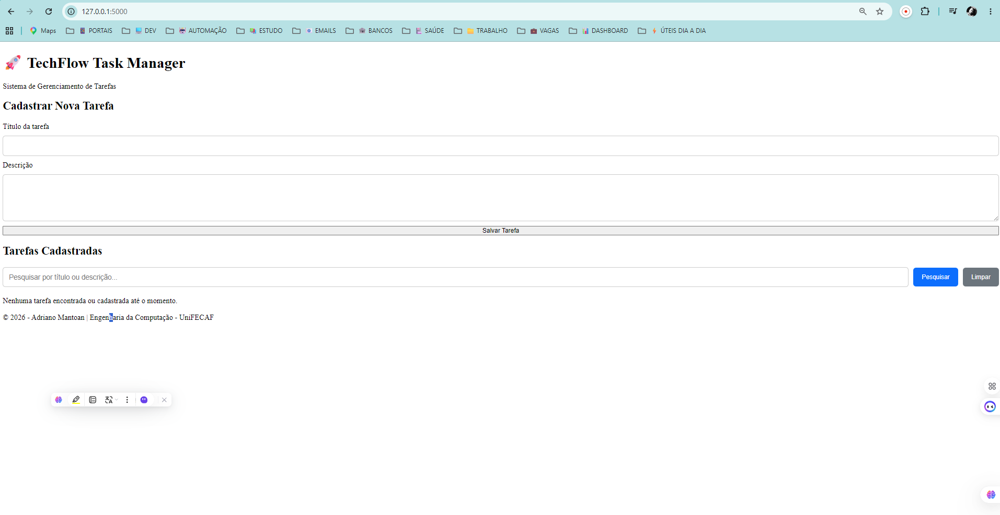 127.0.0.1:5000
Maps PORTAIS DEV AUTOMAÇÃO ESTUDO EMAILS BANCOS SAÚDE TRABALHO VAGAS DASHBOARD ÚTEIS DIA A DIA
🚀 TechFlow Task Manager
Sistema de Gerenciamento de Tarefas
Cadastrar Nova Tarefa
Título da tarefa
Descrição
Salvar Tarefa
Tarefas Cadastradas
Pesquisar por título ou descrição... Pesquisar Limpar
Nenhuma tarefa encontrada ou cadastrada até o momento.
© 2026 - Adriano Mantoan | Engenharia da Computação - UniFECAF